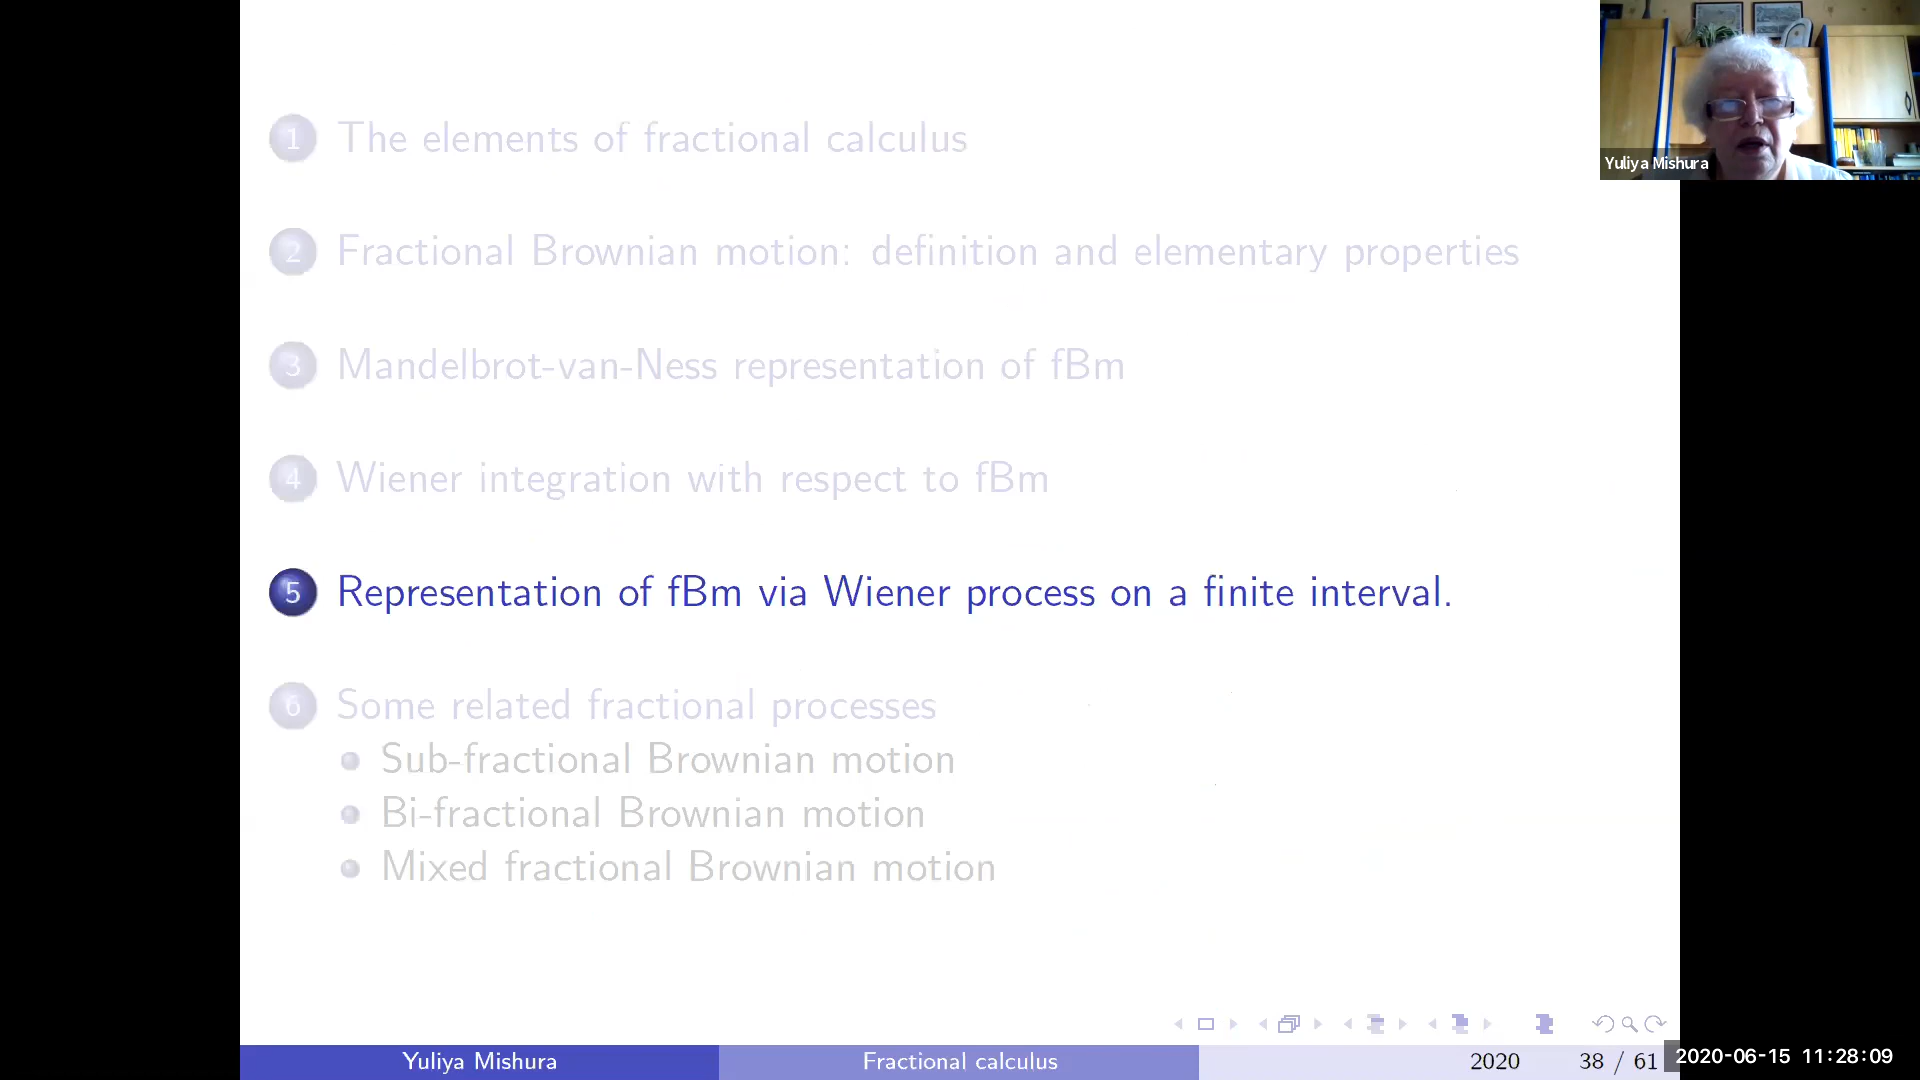 1 The elements of fractional calculus
2 Fractional Brownian motion: definition and elementary properties
3 Mandelbrot-van-Ness representation of fBm
4 Wiener integration with respect to fBm
5 Representation of fBm via Wiener process on a finite interval.
6 Some related fractional processes
Sub-fractional Brownian motion
Bi-fractional Brownian motion
Mixed fractional Brownian motion
Yuliya Mishura
Yuliya Mishura Fractional calculus 2020 38 / 61
2020-06-15 11:28:09